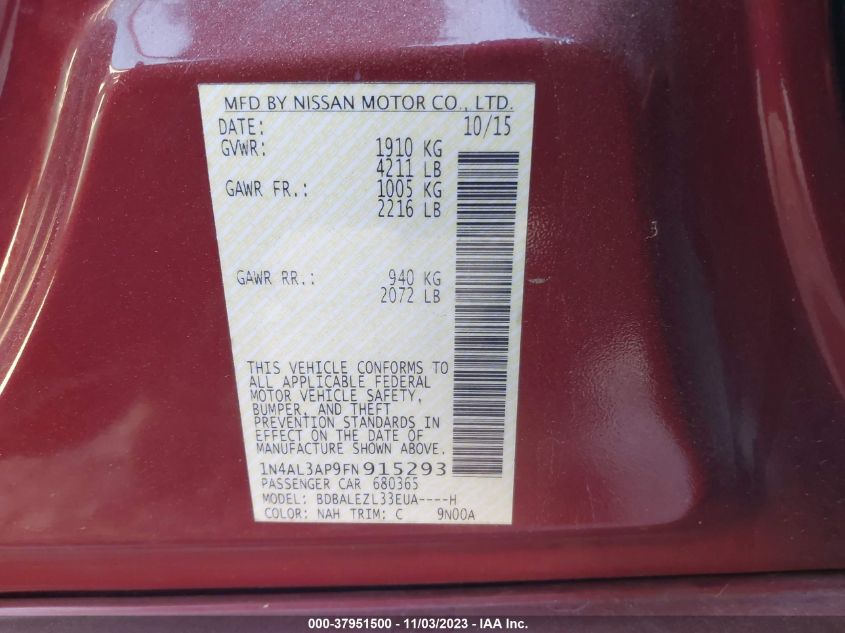 MFD BY NISSAN MOTOR CO., LTD.
DATE: 10/15
GVWR: 1910 KG
4211 LB
GAWR FR.: 1005 KG
2216 LB
GAWR RR.: 940 KG
2072 LB
THIS VEHICLE CONFORMS TO
ALL APPLICABLE FEDERAL
MOTOR VEHICLE SAFETY,
BUMPER, AND THEFT
PREVENTION STANDARDS IN
EFFECT ON THE DATE OF
MANUFACTURE SHOWN ABOVE.
1N4AL3AP9FN915293
PASSENGER CAR 680365
MODEL: BDBALEZL33EUA----H
COLOR: NAH TRIM: C 9N00A
000-37951500 - 11/03/2023 - IAA Inc.